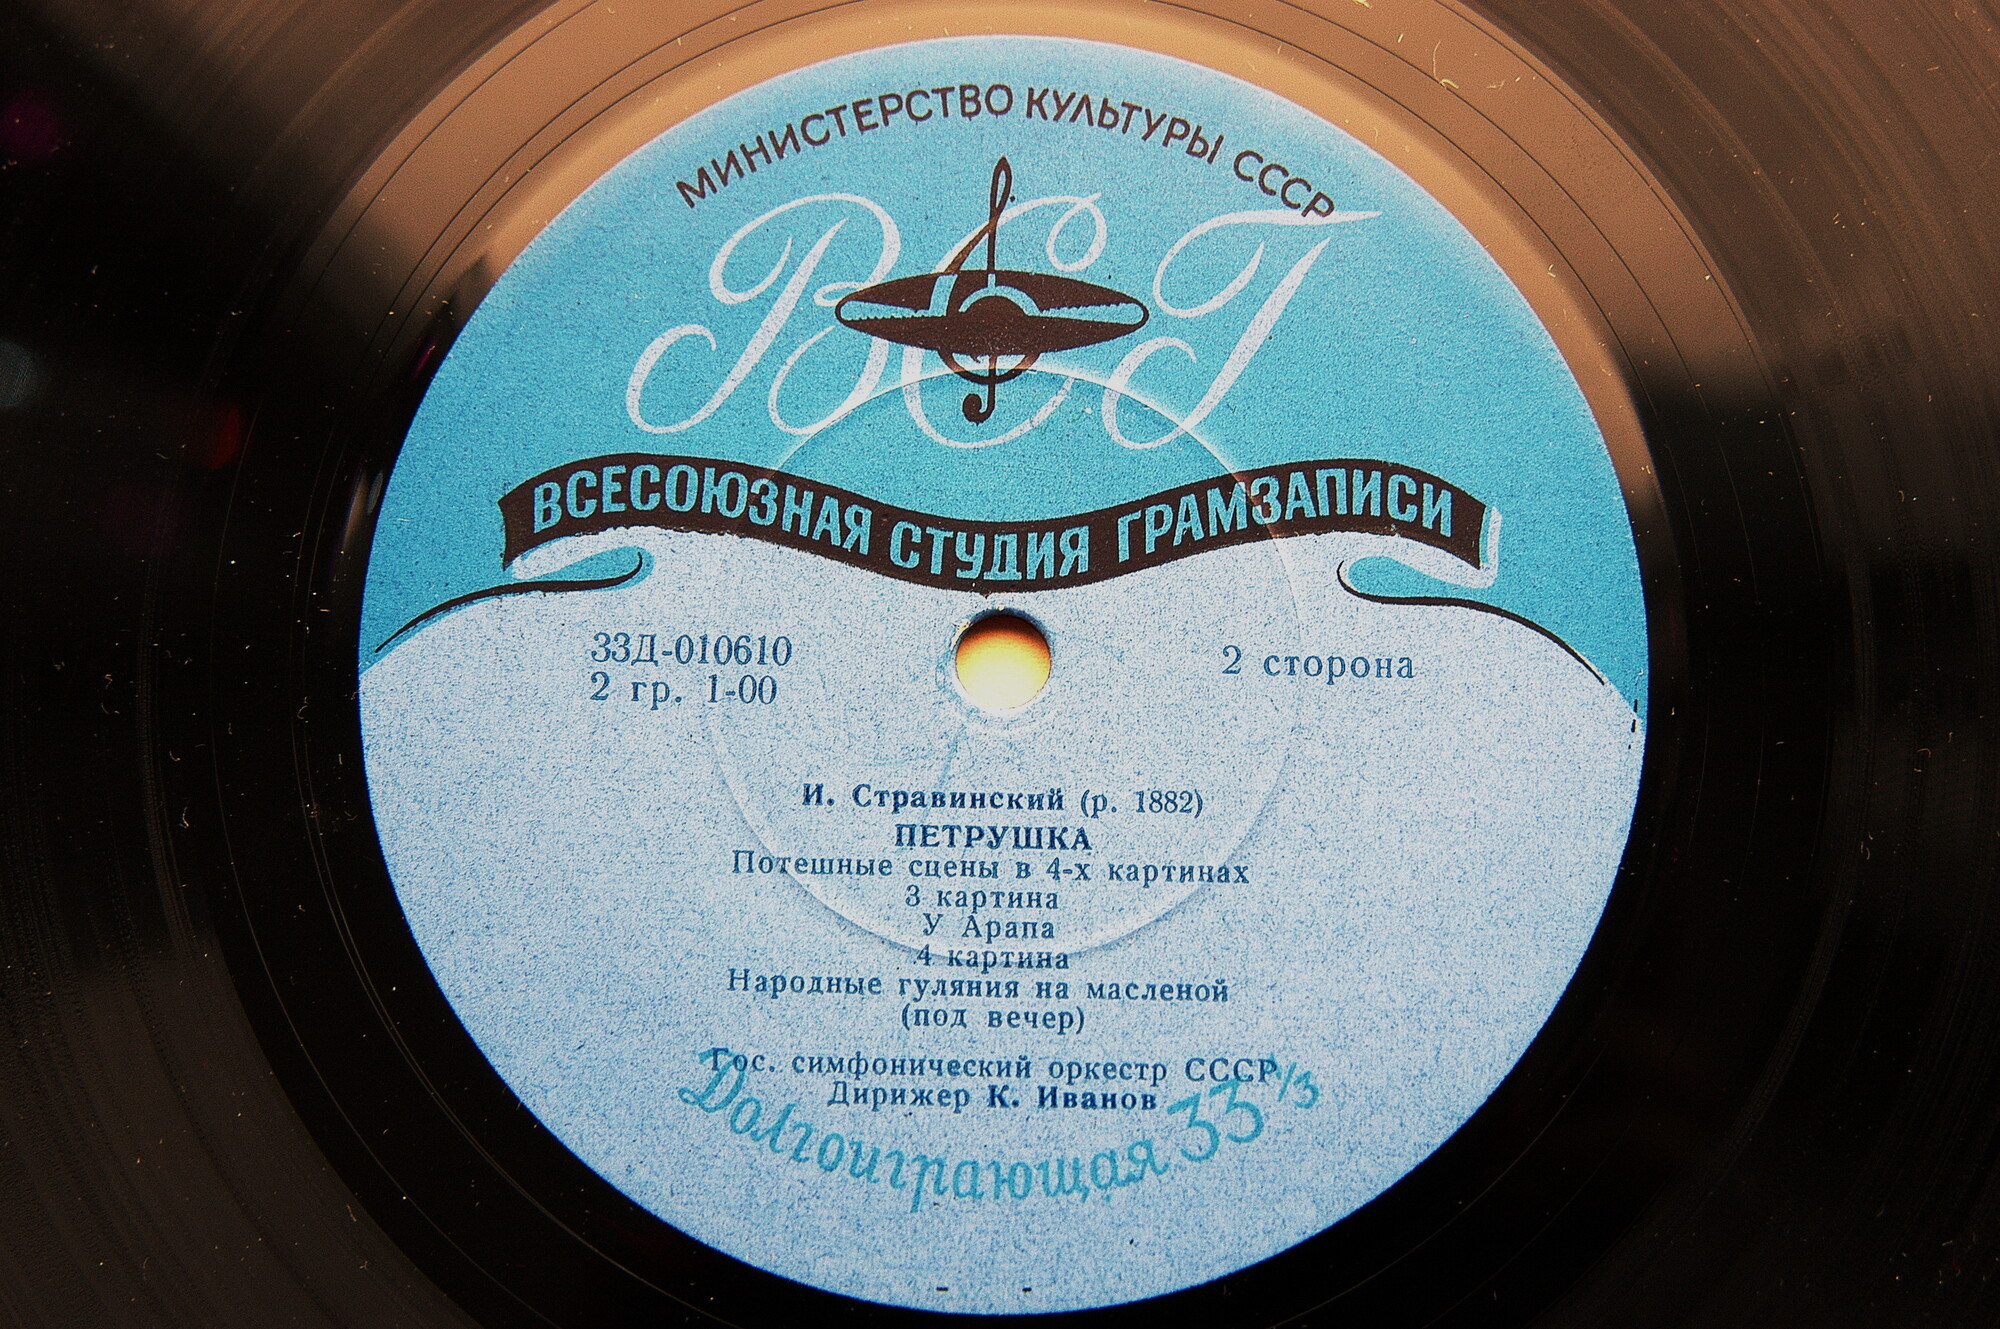 МИНИСТЕРСТВО КУЛЬТУРЫ СССР
ВСГ
ВСЕСОЮЗНАЯ СТУДИЯ ГРАМЗАПИСИ
33Д-010610
2 гр. 1-00
2 сторона
И. Стравинский (р. 1882)
ПЕТРУШКА
Потешные сцены в 4-х картинах
3 картина
У Арапа
4 картина
Народные гуляния на масленой
(под вечер)
Гос. симфонический оркестр СССР
Дирижер К. Иванов
Долгоиграющая 33 1/3